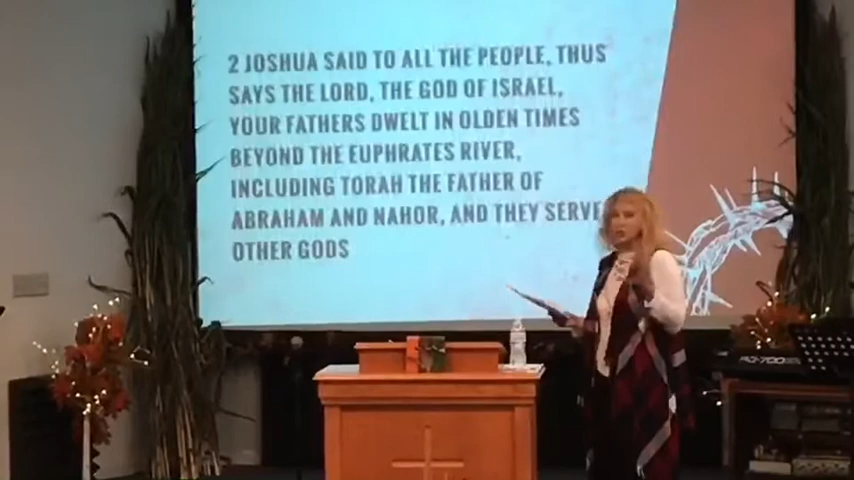 2 JOSHUA SAID TO ALL THE PEOPLE, THUS
SAYS THE LORD, THE GOD OF ISRAEL,
YOUR FATHERS DWELT IN OLDEN TIMES
BEYOND THE EUPHRATES RIVER,
INCLUDING TORAH THE FATHER OF
ABRAHAM AND NAHOR, AND THEY SERVE
OTHER GODS